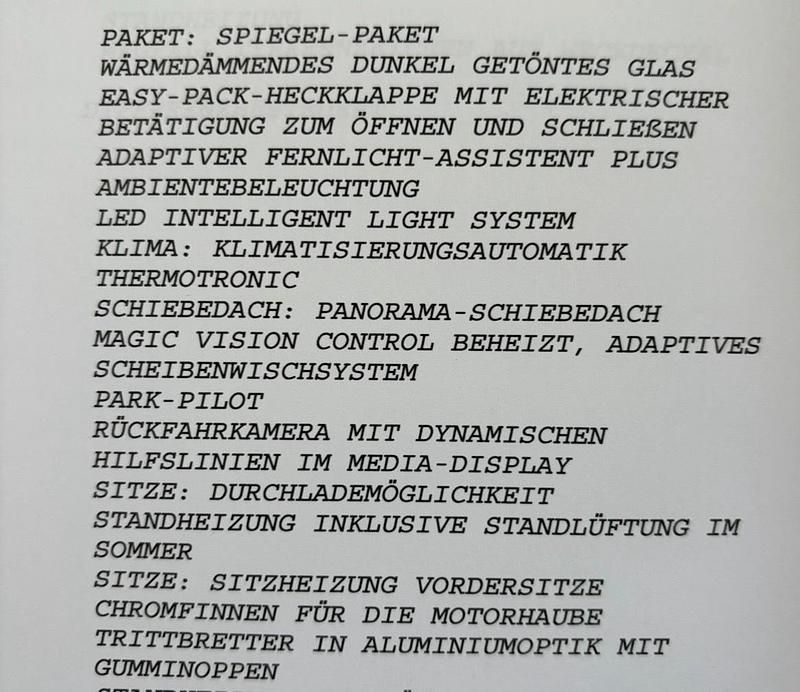 PAKET: SPIEGEL-PAKET
WÄRMEDÄMMENDES DUNKEL GETÖNTES GLAS
EASY-PACK-HECKKLAPPE MIT ELEKTRISCHER
BETÄTIGUNG ZUM ÖFFNEN UND SCHLIEßEN
ADAPTIVER FERNLICHT-ASSISTENT PLUS
AMBIENTEBELEUCHTUNG
LED INTELLIGENT LIGHT SYSTEM
KLIMA: KLIMATISIERUNGSAUTOMATIK
THERMOTRONIC
SCHIEBEDACH: PANORAMA-SCHIEBEDACH
MAGIC VISION CONTROL BEHEIZT, ADAPTIVES
SCHEIBENWISCHSYSTEM
PARK-PILOT
RÜCKFAHRKAMERA MIT DYNAMISCHEN
HILFSLINIEN IM MEDIA-DISPLAY
SITZE: DURCHLADEMÖGLICHKEIT
STANDHEIZUNG INKLUSIVE STANDLÜFTUNG IM
SOMMER
SITZE: SITZHEIZUNG VORDERSITZE
CHROMFINNEN FÜR DIE MOTORHAUBE
TRITTBRETTER IN ALUMINIUMOPTIK MIT
GUMMINOPPEN